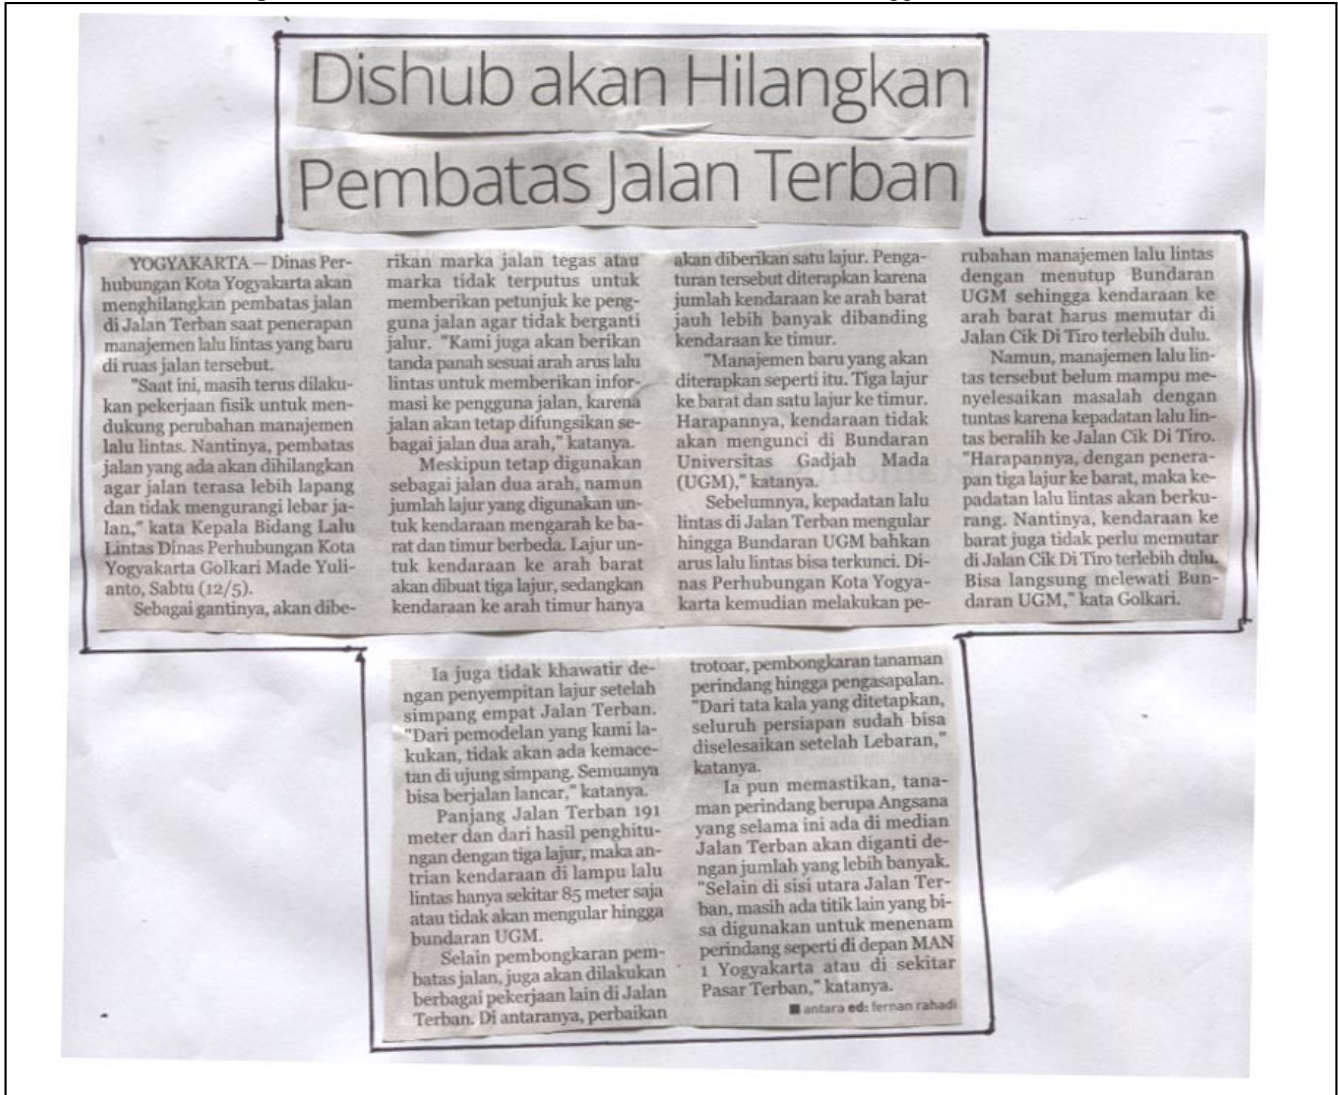 Dishub akan Hilangkan
Pembatas Jalan Terban
YOGYAKARTA — Dinas Per-
hubungan Kota Yogyakarta akan
menghilangkan pembatas jalan
di Jalan Terban saat penerapan
manajemen lalu lintas yang baru
di ruas jalan tersebut.
"Saat ini, masih terus dilaku-
kan pekerjaan fisik untuk men-
dukung perubahan manajemen
lalu lintas. Nantinya, pembatas
jalan yang ada akan dihilangkan
agar jalan terasa lebih lapang
dan tidak mengurangi lebar ja-
lan," kata Kepala Bidang Lalu
Lintas Dinas Perhubungan Kota
Yogyakarta Golkari Made Yuli-
anto, Sabtu (12/5).
Sebagai gantinya, akan dibe-
rikan marka jalan tegas atau
marka tidak terputus untuk
memberikan petunjuk ke peng-
guna jalan agar tidak berganti
jalur. "Kami juga akan berikan
tanda panah sesuai arah arus lalu
lintas untuk memberikan infor-
masi ke pengguna jalan, karena
jalan akan tetap difungsikan se-
bagai jalan dua arah," katanya.
Meskipun tetap digunakan
sebagai jalan dua arah, namun
jumlah lajur yang digunakan un-
tuk kendaraan mengarah ke ba-
rat dan timur berbeda. Lajur un-
tuk kendaraan ke arah barat
akan dibuat tiga lajur, sedangkan
kendaraan ke arah timur hanya
akan diberikan satu lajur. Penga-
turan tersebut diterapkan karena
jumlah kendaraan ke arah barat
jauh lebih banyak dibanding
kendaraan ke timur.
"Manajemen baru yang akan
diterapkan seperti itu. Tiga lajur
ke barat dan satu lajur ke timur.
Harapannya, kendaraan tidak
akan mengunci di Bundaran
Universitas Gadjah Mada
(UGM)," katanya.
Sebelumnya, kepadatan lalu
lintas di Jalan Terban mengular
hingga Bundaran UGM bahkan
arus lalu lintas bisa terkunci. Di-
nas Perhubungan Kota Yogya-
karta kemudian melakukan pe-
rubahan manajemen lalu lintas
dengan menutup Bundaran
UGM sehingga kendaraan ke
arah barat harus memutar di
Jalan Cik Di Tiro terlebih dulu.
Namun, manajemen lalu lin-
tas tersebut belum mampu me-
nyelesaikan masalah dengan
tuntas karena kepadatan lalu lin-
tas beralih ke Jalan Cik Di Tiro.
"Harapannya, dengan penera-
pan tiga lajur ke barat, maka ke-
padatan lalu lintas akan berku-
rang. Nantinya, kendaraan ke
barat juga tidak perlu memutar
di Jalan Cik Di Tiro terlebih dulu.
Bisa langsung melewati Bun-
daran UGM," kata Golkari.
Ia juga tidak khawatir de-
ngan penyempitan lajur setelah
simpang empat Jalan Terban.
"Dari pemodelan yang kami la-
kukan, tidak akan ada kemace-
tan di ujung simpang. Semuanya
bisa berjalan lancar," katanya.
Panjang Jalan Terban 191
meter dan dari hasil penghitu-
ngan dengan tiga lajur, maka an-
trian kendaraan di lampu lalu
lintas hanya sekitar 85 meter saja
atau tidak akan mengular hingga
bundaran UGM.
Selain pembongkaran pem-
batas jalan, juga akan dilakukan
berbagai pekerjaan lain di Jalan
Terban. Di antaranya, perbaikan
trotoar, pembongkaran tanaman
perindang hingga pengasapalan.
"Dari tata kala yang ditetapkan,
seluruh persiapan sudah bisa
diselesaikan setelah Lebaran,"
katanya.
Ia pun memastikan, tana-
man perindang berupa Angsana
yang selama ini ada di median
Jalan Terban akan diganti de-
ngan jumlah yang lebih banyak.
"Selain di sisi utara Jalan Ter-
ban, masih ada titik lain yang bi-
sa digunakan untuk menenam
perindang seperti di depan MAN
1 Yogyakarta atau di sekitar
Pasar Terban," katanya.
■ antara ed: fernan rahadi